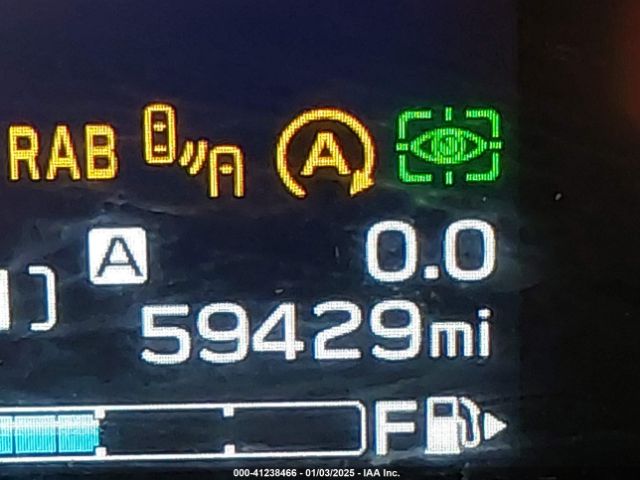 RAB A
A 0.0
59429mi
F
000-41238466 - 01/03/2025 - IAA Inc.